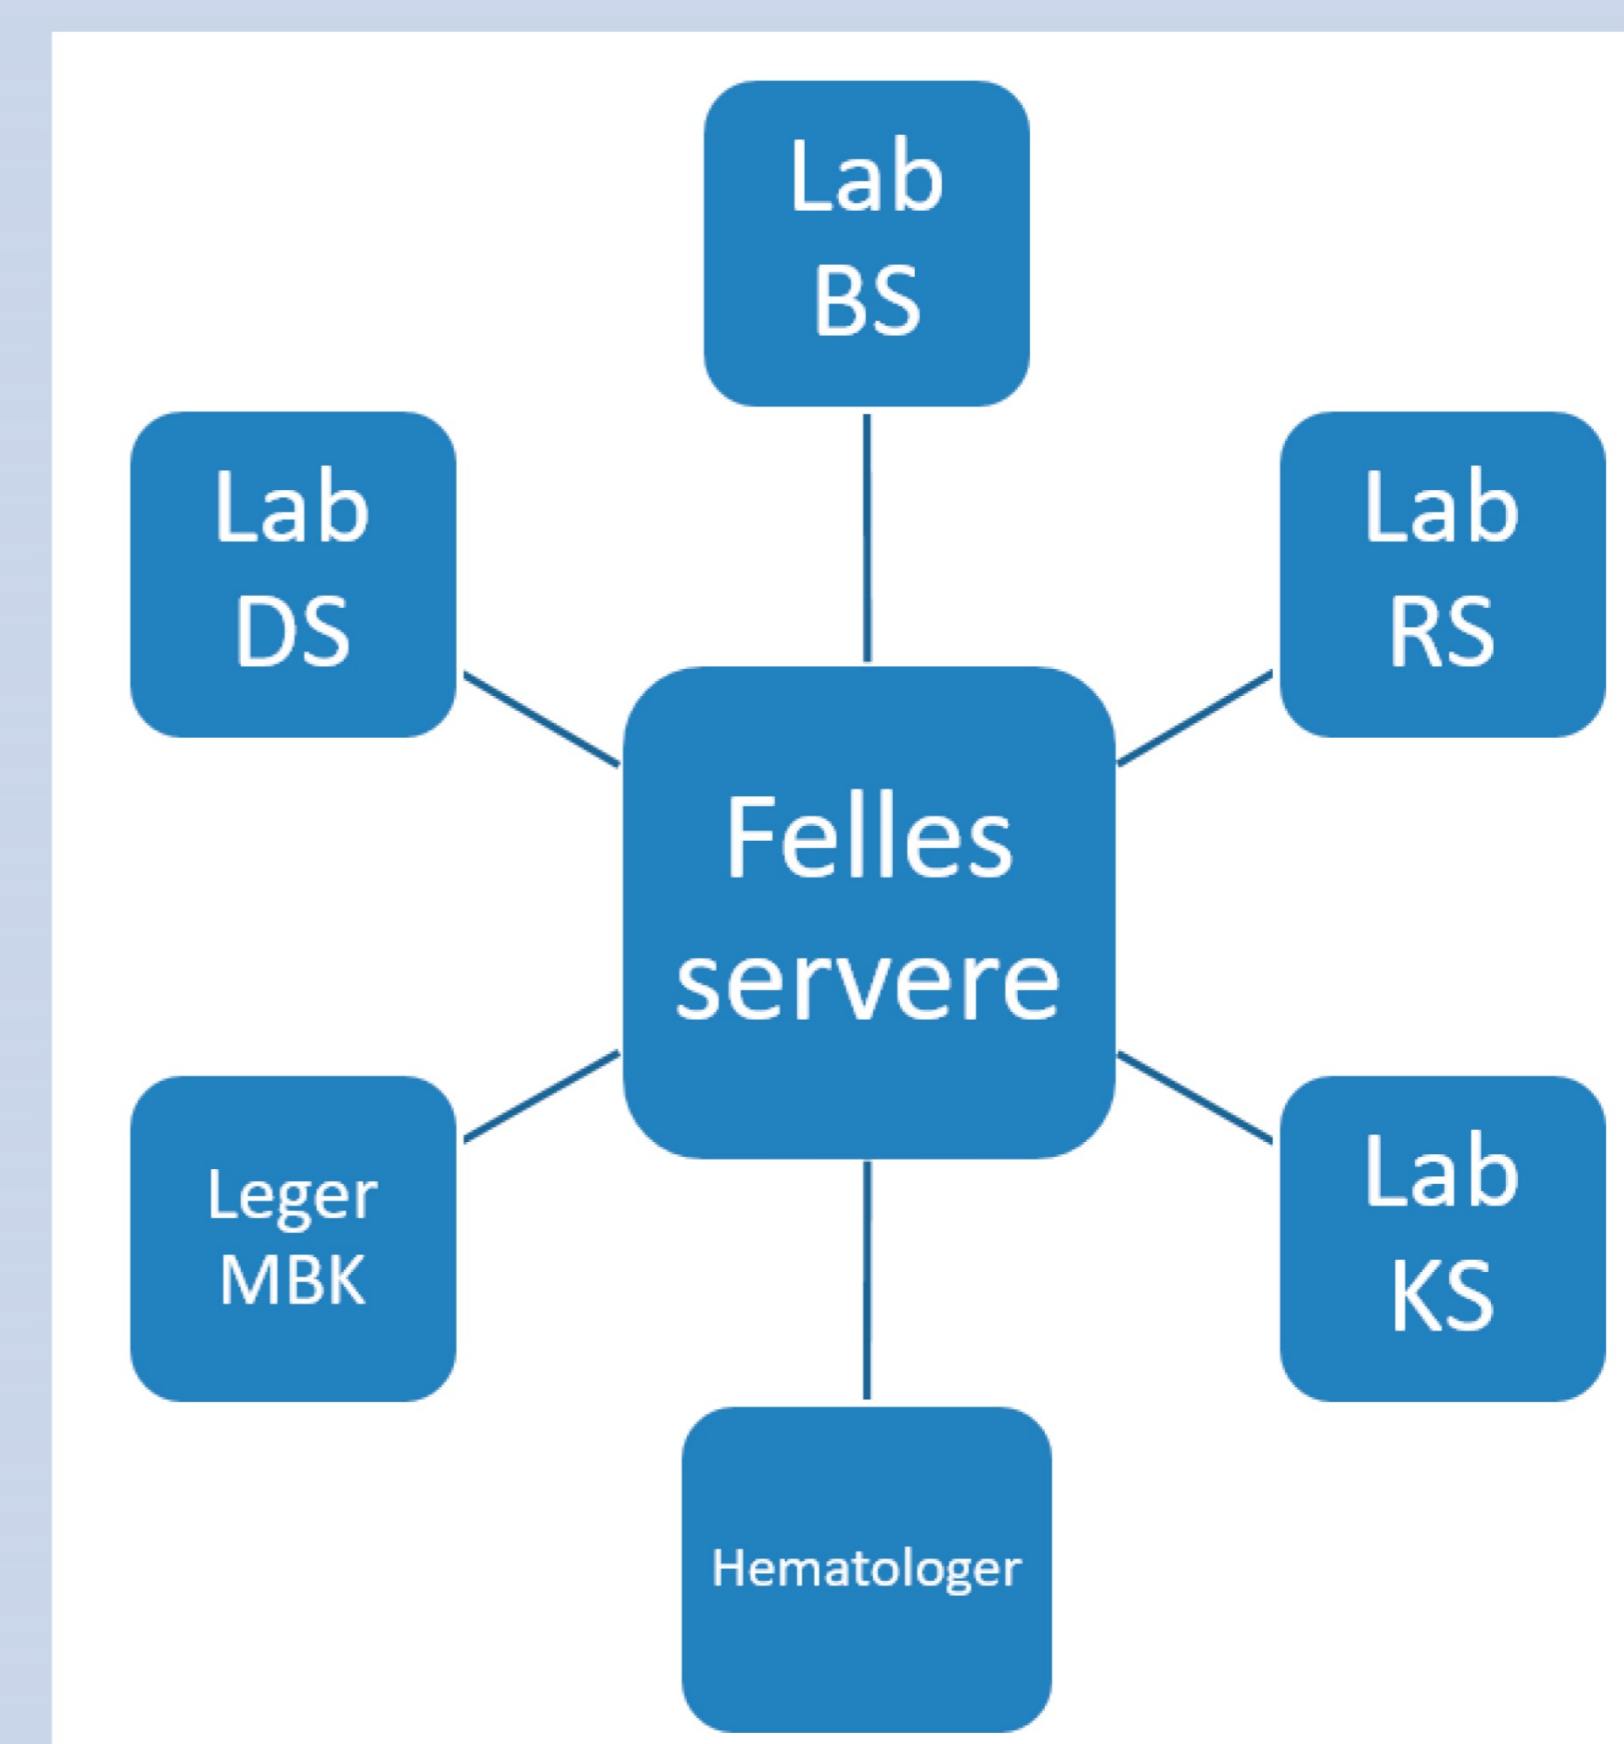 Lab
BS
Lab
DS
Lab
RS
Felles
servere
Leger
MBK
Lab
KS
Hematologer